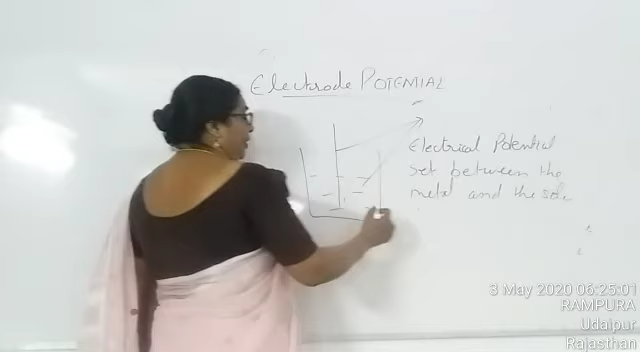 Electrode POTENIAL
Electrical Potential
set between the
metal and the soln
3 May 2020 06:25:01
RAMPURA
Udaipur
Rajasthan